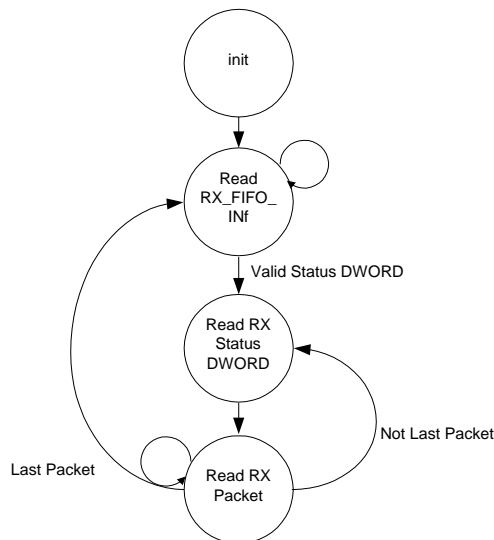 init
Read
RX_FIFO_
INf
Valid Status DWORD
Read RX
Status
DWORD
Not Last Packet
Last Packet
Read RX
Packet